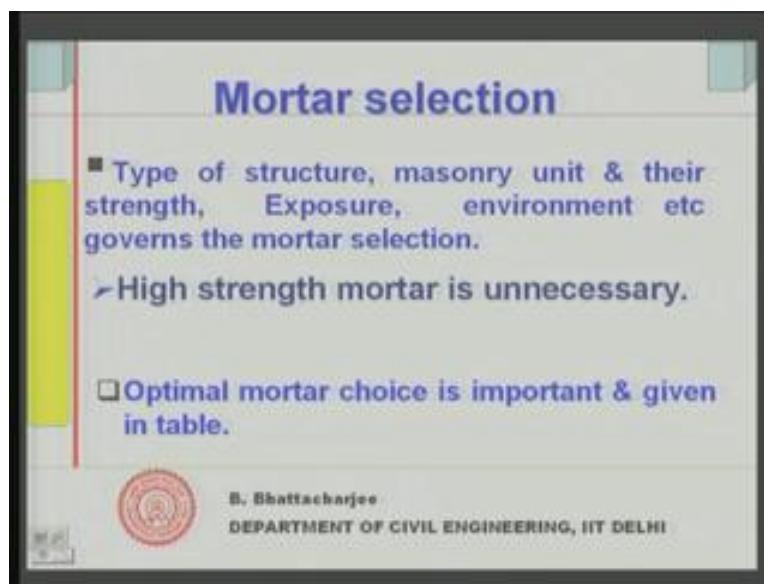 Mortar selection
Type of structure, masonry unit & their
strength, Exposure, environment etc
governs the mortar selection.
High strength mortar is unnecessary.
Optimal mortar choice is important & given
in table.
B. Bhattacharjee
DEPARTMENT OF CIVIL ENGINEERING, IIT DELHI